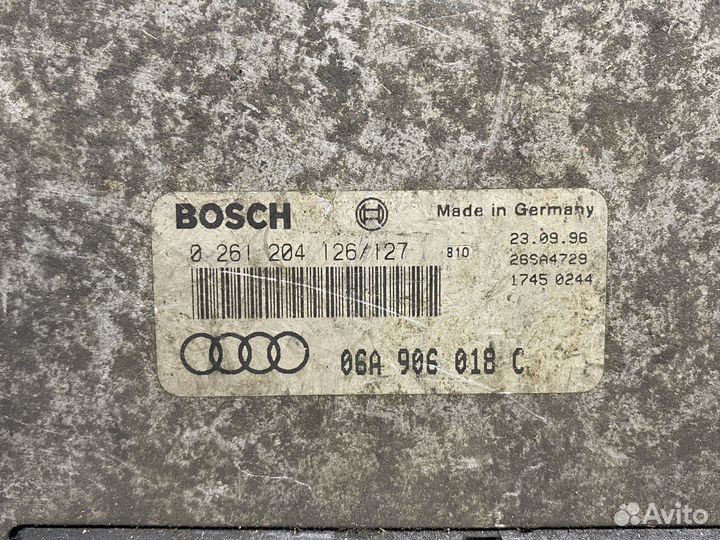 BOSCH Made in Germany
0 261 204 126/127 B10 23.09.96
26SA4729
1745 0244
06A 906 018 C
Avito